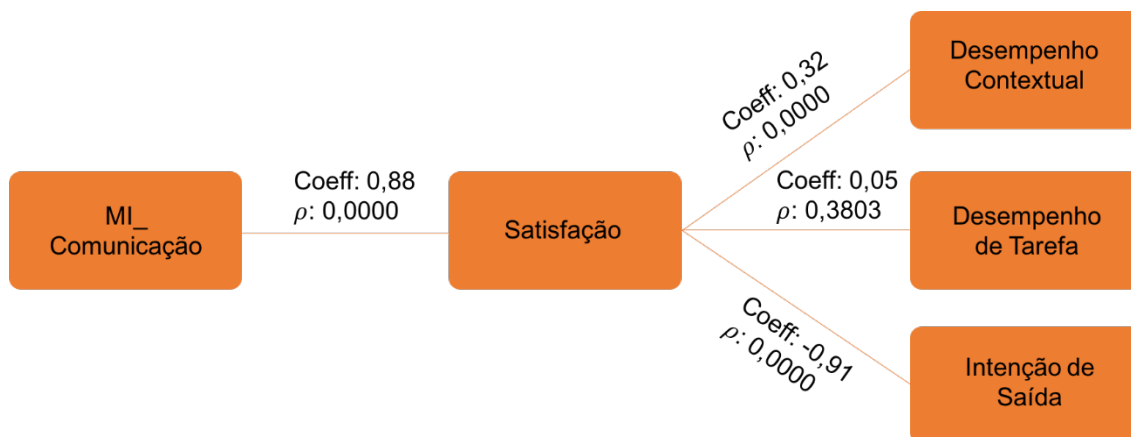 MI_
Comunicação
Coeff: 0,88
ρ: 0,0000
Satisfação
Coeff: 0,32
ρ: 0,0000
Desempenho
Contextual
Coeff: 0,05
ρ: 0,3803
Desempenho
de Tarefa
Coeff: -0,91
ρ: 0,0000
Intenção de
Saída